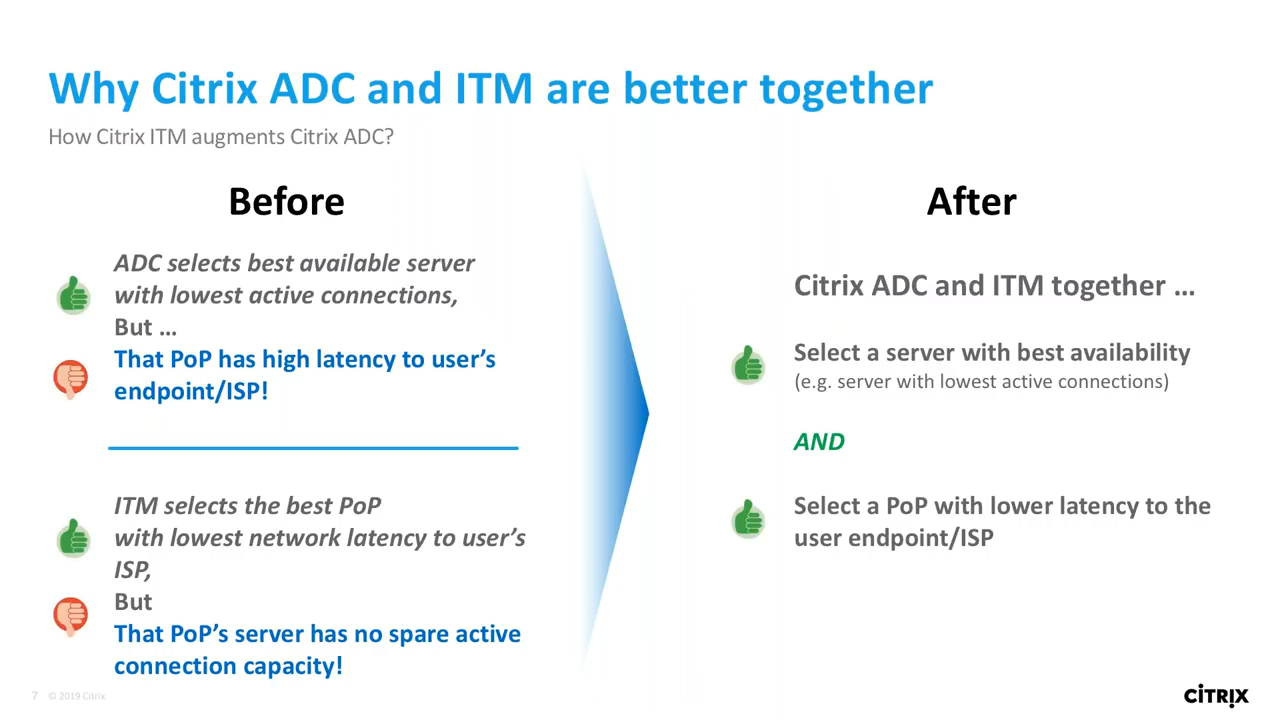 Why Citrix ADC and ITM are better together
How Citrix ITM augments Citrix ADC?
Before
ADC selects best available server
with lowest active connections,
But …
That PoP has high latency to user’s
endpoint/ISP!
ITM selects the best PoP
with lowest network latency to user’s
ISP,
But
That PoP’s server has no spare active
connection capacity!
After
Citrix ADC and ITM together …
Select a server with best availability
(e.g. server with lowest active connections)
AND
Select a PoP with lower latency to the
user endpoint/ISP
7 © 2019 Citrix
CITRIX